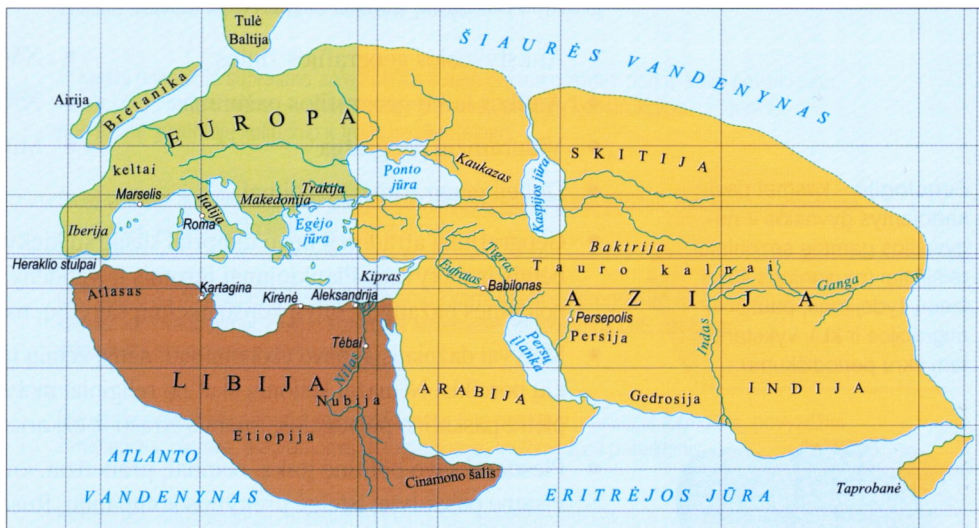 Tulė
Baltija
ŠIAURĖS VANDENYNAS
Airija
Bretanika
EUROPA
keltai
Marselis
Italija
Roma
Makedonija
Trakija
Iberija
Egėjo
jūra
Ponto
jūra
Kaukazas
Kaspijos jūra
SKITIJA
Baktrija
Heraklio stulpai
Atlasas
Kartagina
Kirėnė
Aleksandrija
Kipras
Eufratas
Tigras
Babilonas
Tauro kalnai
AZIJA
Ganga
Persepolis
Persija
Persų
įlanka
Indas
Tėbai
Nilas
LIBIJA
Nubija
ARABIJA
Gedrosija
INDIJA
Etiopija
Cinamono šalis
ATLANTO
VANDENYNAS
ERITRĖJOS JŪRA
Taprobanė